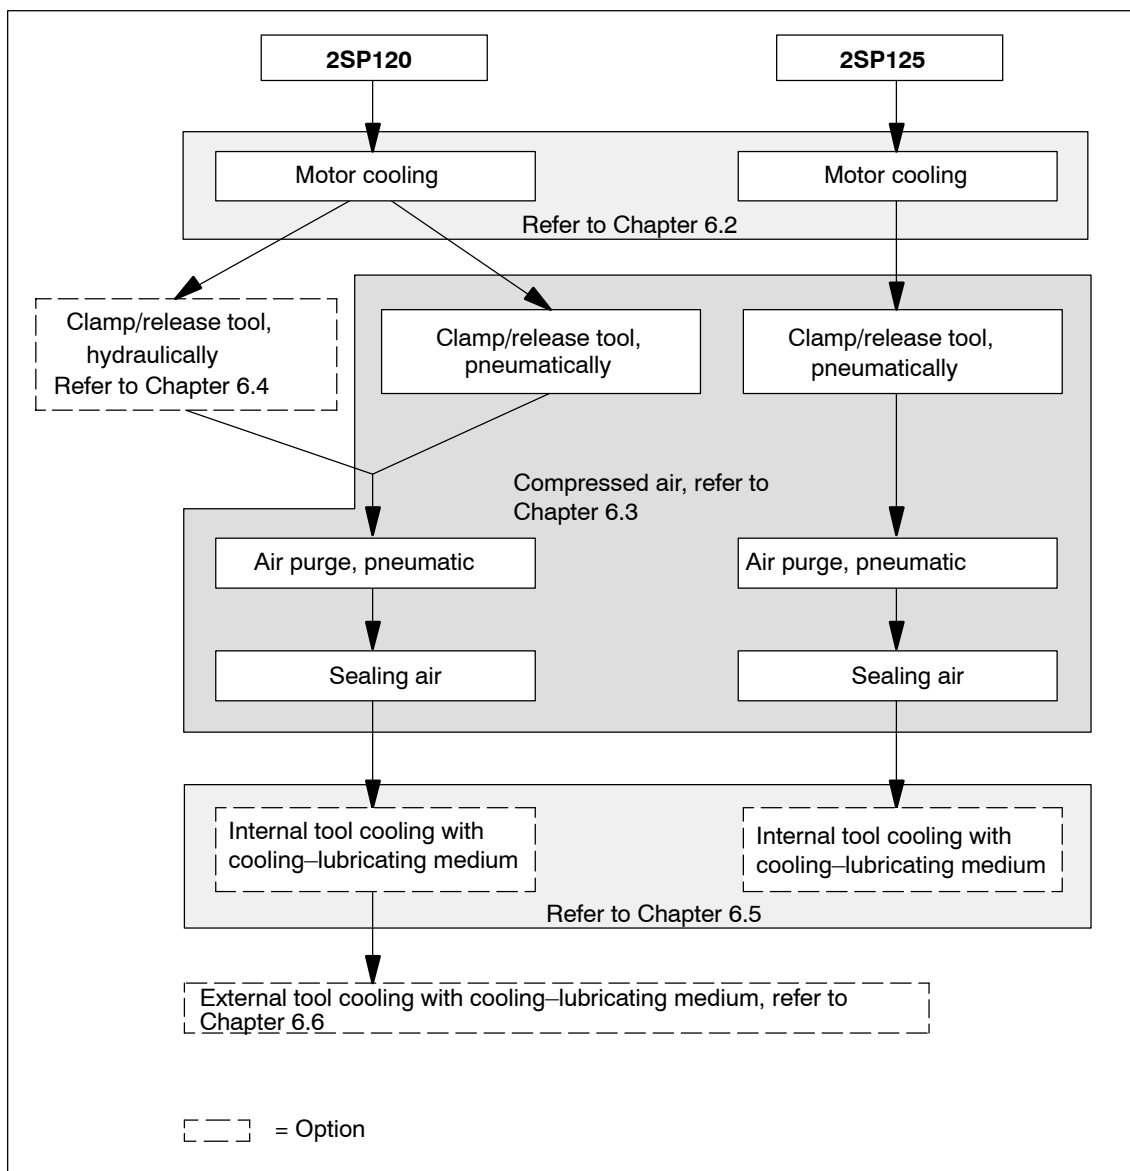 2SP120
2SP125
Motor cooling
Motor cooling
Refer to Chapter 6.2
Clamp/release tool,
hydraulically
Refer to Chapter 6.4
Clamp/release tool,
pneumatically
Clamp/release tool,
pneumatically
Compressed air, refer to
Chapter 6.3
Air purge, pneumatic
Air purge, pneumatic
Sealing air
Sealing air
Internal tool cooling with
cooling–lubricating medium
Internal tool cooling with
cooling–lubricating medium
Refer to Chapter 6.5
External tool cooling with cooling–lubricating medium, refer to
Chapter 6.6
= Option